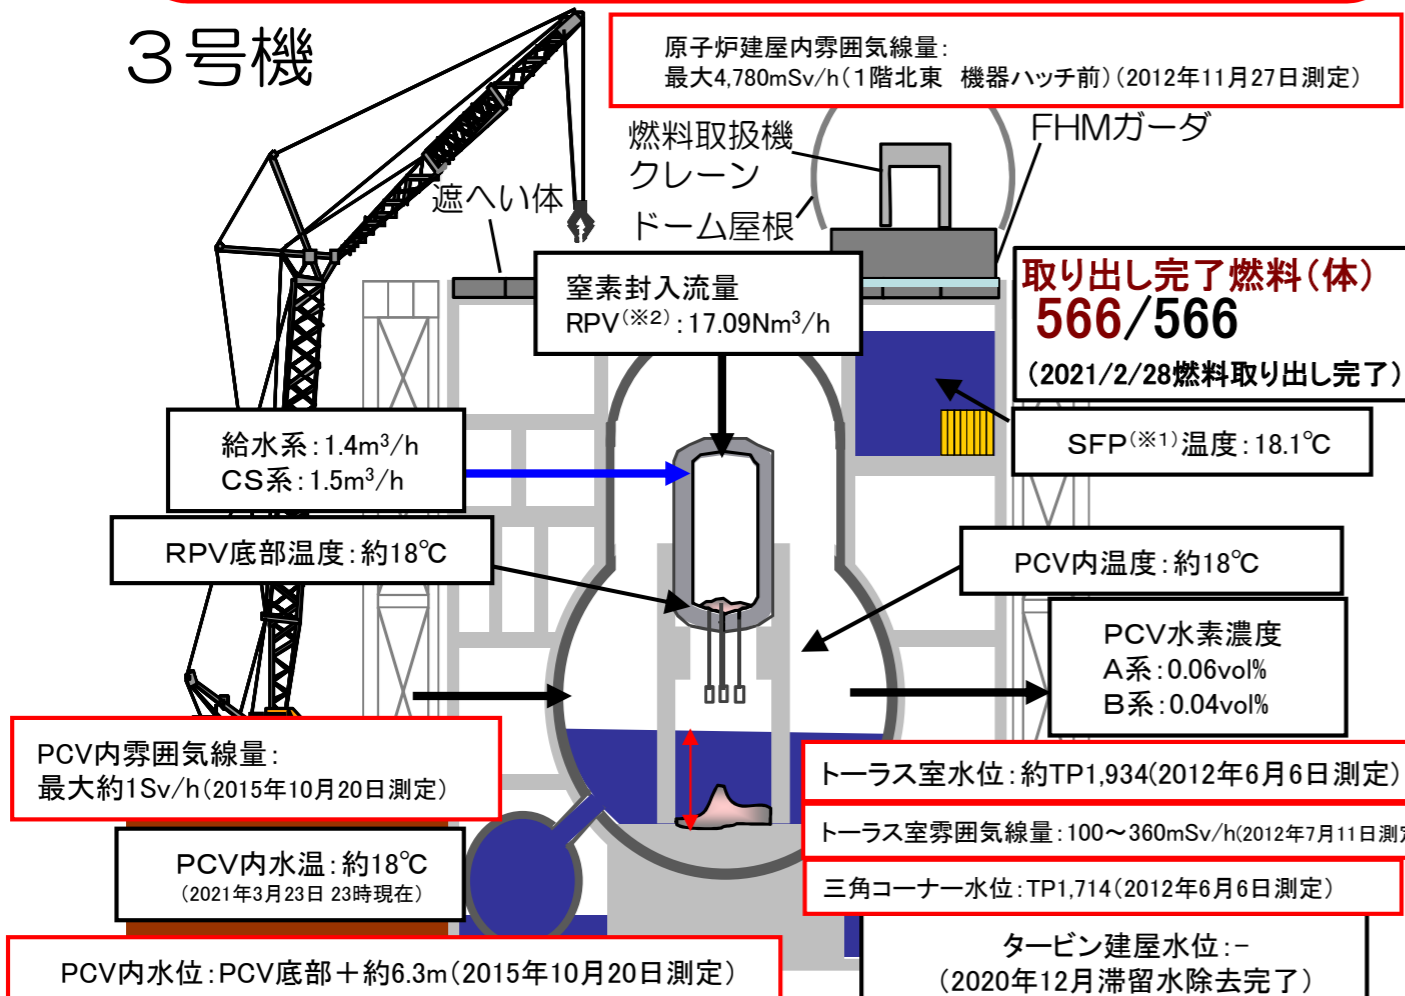 3号機
原子炉建屋内雰囲気線量:
最大4,780mSv/h(1階北東 機器ハッチ前)(2012年11月27日測定)
燃料取扱機
クレーン
FHMガーダ
遮へい体
ドーム屋根
窒素封入流量
RPV(※2):17.09Nm³/h
取り出し完了燃料(体)
566/566
(2021/2/28燃料取り出し完了)
給水系:1.4m³/h
CS系:1.5m³/h
SFP(※1)温度:18.1℃
RPV底部温度:約18℃
PCV内温度:約18℃
PCV水素濃度
A系:0.06vol%
B系:0.04vol%
PCV内雰囲気線量:
最大約1Sv/h(2015年10月20日測定)
トーラス室水位:約TP1,934(2012年6月6日測定)
トーラス室雰囲気線量:100~360mSv/h(2012年7月11日測定
PCV内水温:約18℃
(2021年3月23日 23時現在)
三角コーナー水位:TP1,714(2012年6月6日測定)
PCV内水位:PCV底部+約6.3m(2015年10月20日測定)
タービン建屋水位:-
(2020年12月滞留水除去完了)